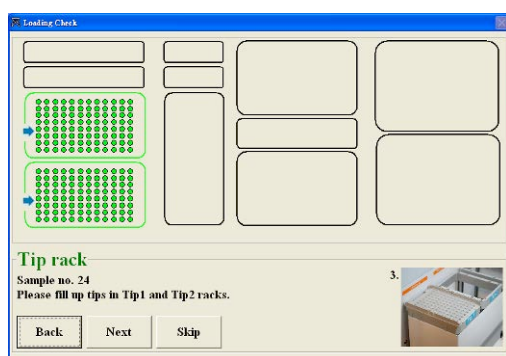 Loading Check
Tip rack
Sample no. 24
Please fill up tips in Tip1 and Tip2 racks.
3.
Back Next Skip